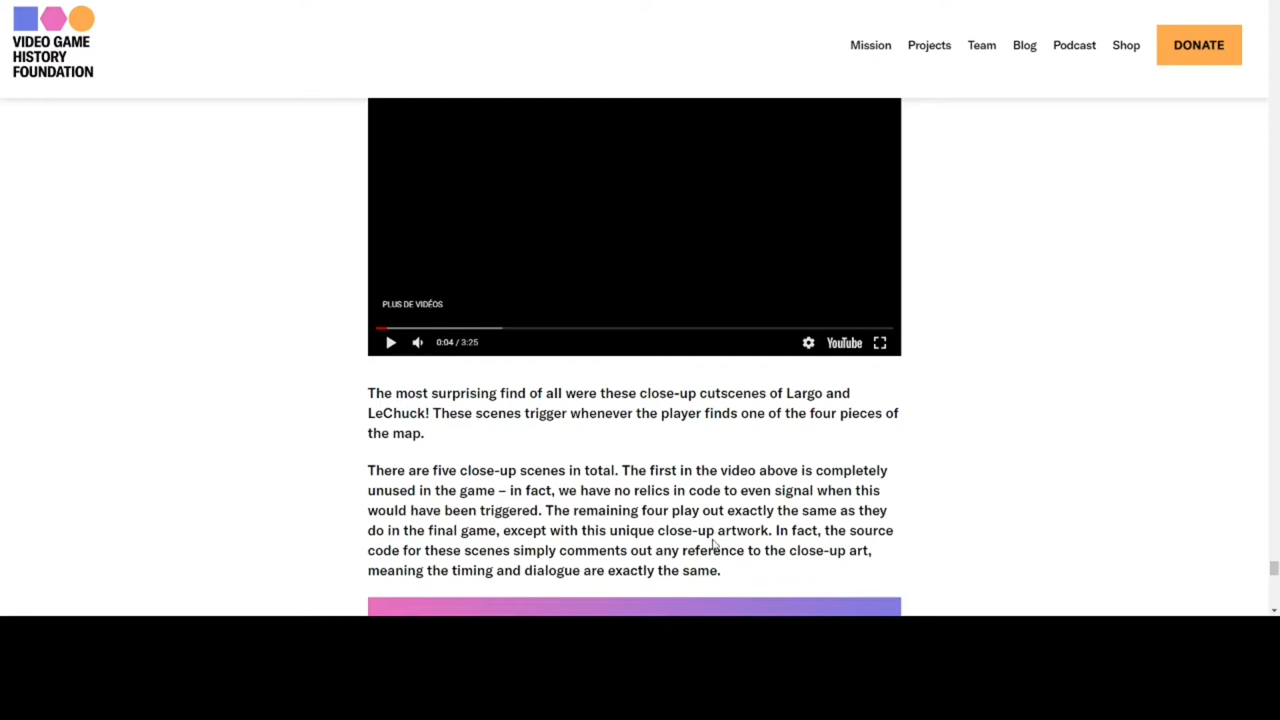 VIDEO GAME
HISTORY
FOUNDATION
Mission
Projects
Team
Blog
Podcast
Shop
DONATE
PLUS DE VIDÉOS
0:04 / 3:25
YouTube
The most surprising find of all were these close-up cutscenes of Largo and
LeChuck! These scenes trigger whenever the player finds one of the four pieces of
the map.
There are five close-up scenes in total. The first in the video above is completely
unused in the game – in fact, we have no relics in code to even signal when this
would have been triggered. The remaining four play out exactly the same as they
do in the final game, except with this unique close-up artwork. In fact, the source
code for these scenes simply comments out any reference to the close-up art,
meaning the timing and dialogue are exactly the same.